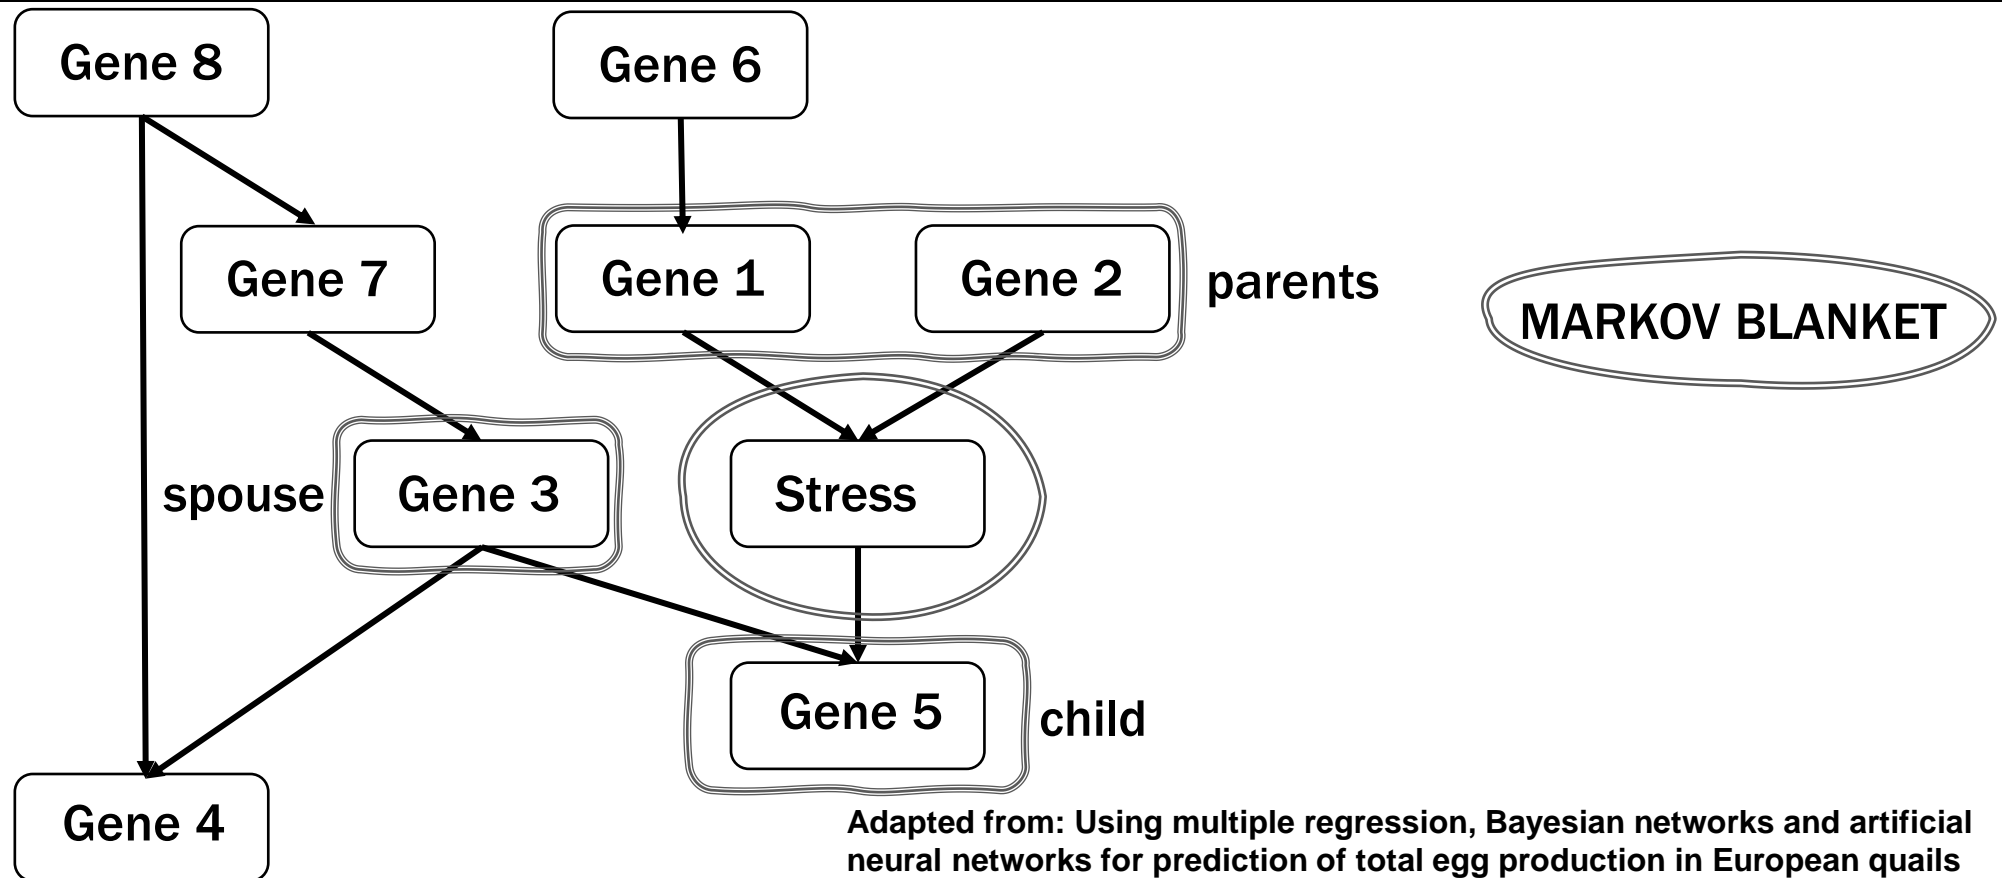 Gene 8
Gene 6
Gene 7
Gene 1
Gene 2
parents
MARKOV BLANKET
spouse
Gene 3
Stress
Gene 5
child
Gene 4
Adapted from: Using multiple regression, Bayesian networks and artificial
neural networks for prediction of total egg production in European quails